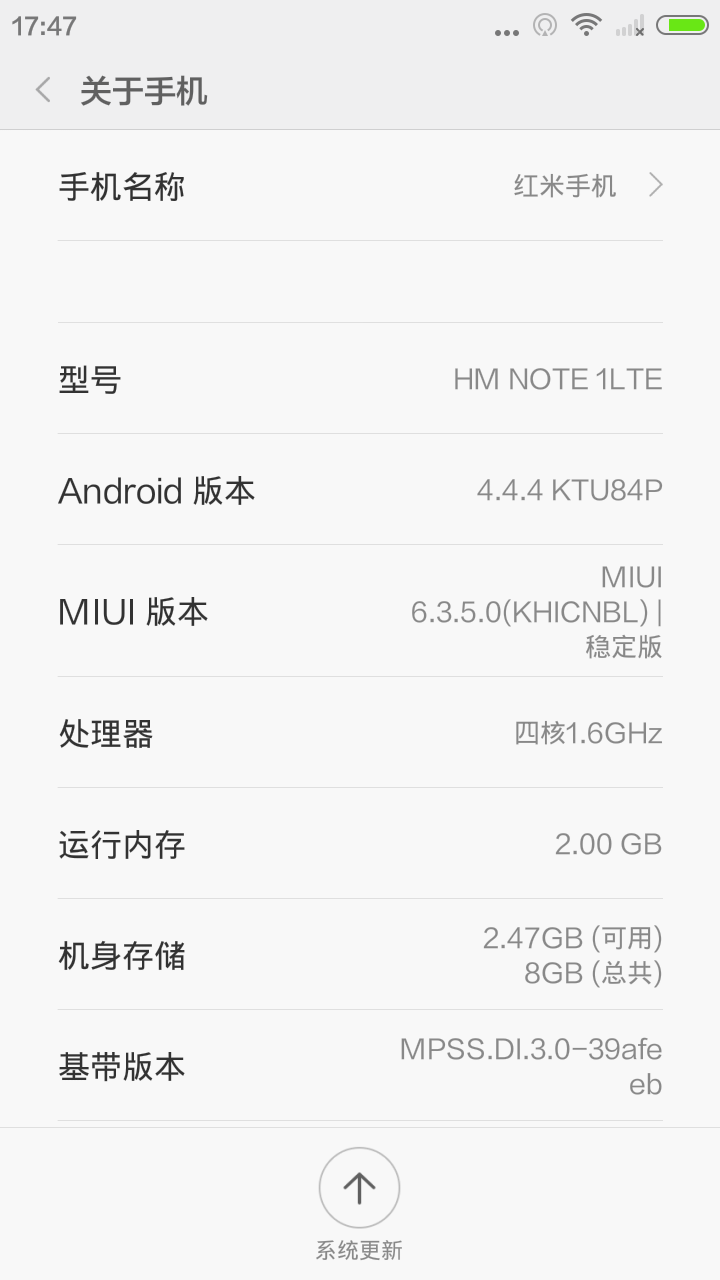 17:47
关于手机
手机名称
红米手机
型号
HM NOTE 1LTE
Android 版本
4.4.4 KTU84P
MIUI 版本
MIUI
6.3.5.0(KHICNBL) |
稳定版
处理器
四核1.6GHz
运行内存
2.00 GB
机身存储
2.47GB (可用)
8GB (总共)
基带版本
MPSS.DI.3.0-39afe
eb
系统更新